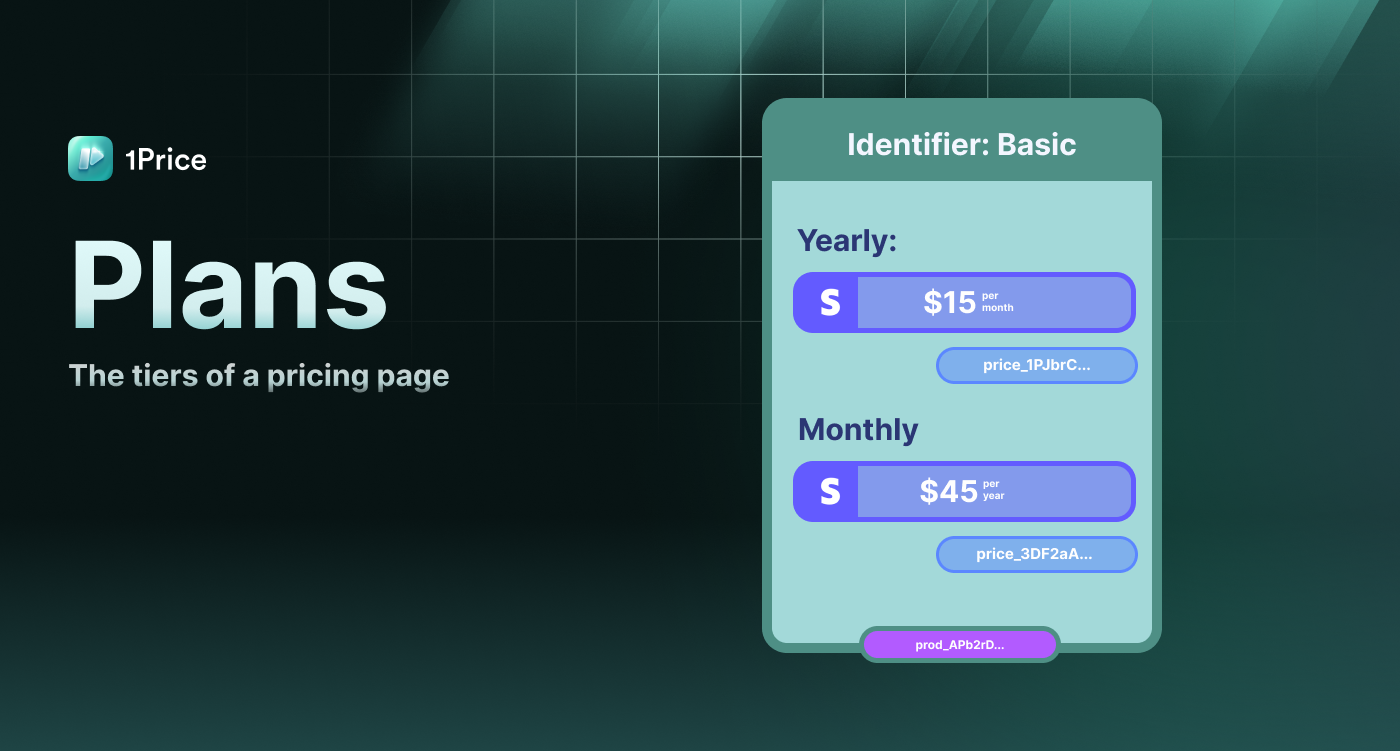 1Price
Plans
The tiers of a pricing page
Identifier: Basic
Yearly:
S
$15 per month
price_1PJbrC...
Monthly
S
$45 per year
price_3DF2aA...
prod_APb2rD...